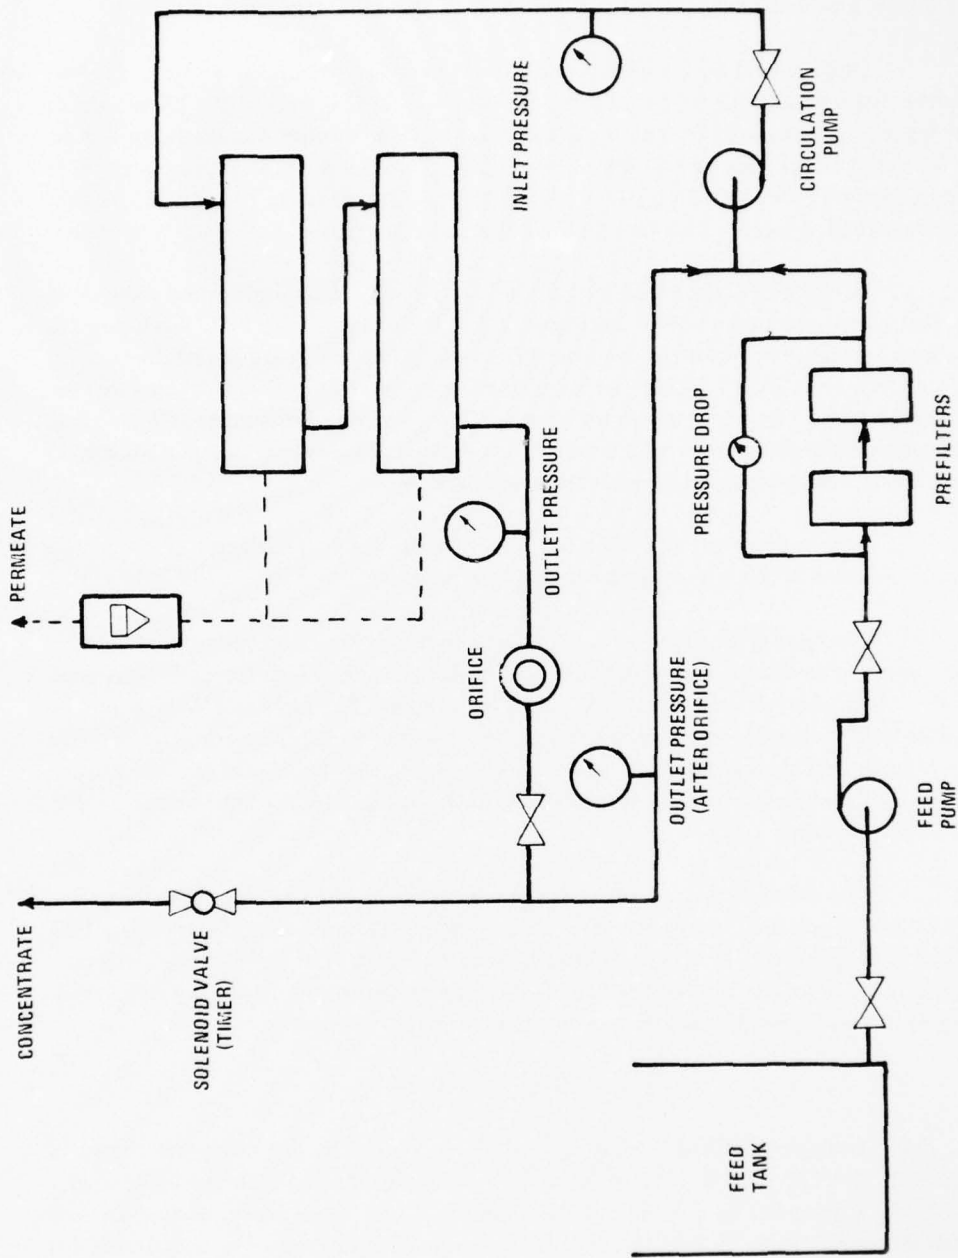 CONCENTRATE
SOLENOID VALVE
(TIMER)
PERMEATE
ORIFICE
OUTLET PRESSURE
INLET PRESSURE
CIRCULATION
PUMP
OUTLET PRESSURE
(AFTER ORIFICE)
PRESSURE DROP
PREFILTERS
FEED
PUMP
FEED
TANK